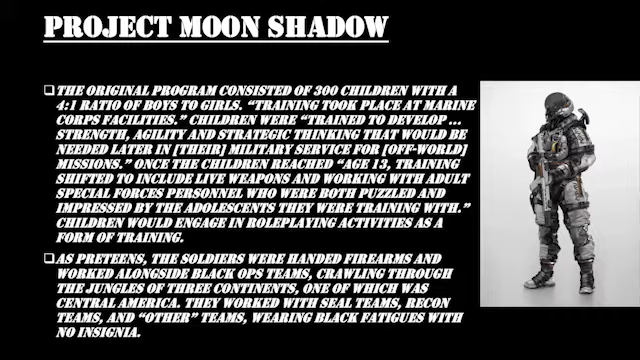 PROJECT MOON SHADOW
THE ORIGINAL PROGRAM CONSISTED OF 300 CHILDREN WITH A
4:1 RATIO OF BOYS TO GIRLS. “TRAINING TOOK PLACE AT MARINE
CORPS FACILITIES.” CHILDREN WERE “TRAINED TO DEVELOP ...
STRENGTH, AGILITY AND STRATEGIC THINKING THAT WOULD BE
NEEDED LATER IN [THEIR] MILITARY SERVICE FOR [OFF-WORLD]
MISSIONS.” ONCE THE CHILDREN REACHED “AGE 13, TRAINING
SHIFTED TO INCLUDE LIVE WEAPONS AND WORKING WITH ADULT
SPECIAL FORCES PERSONNEL WHO WERE BOTH PUZZLED AND
IMPRESSED BY THE ADOLESCENTS THEY WERE TRAINING WITH.”
CHILDREN WOULD ENGAGE IN ROLEPLAYING ACTIVITIES AS A
FORM OF TRAINING.
AS PRETEENS, THE SOLDIERS WERE HANDED FIREARMS AND
WORKED ALONGSIDE BLACK OPS TEAMS, CRAWLING THROUGH
THE JUNGLES OF THREE CONTINENTS, ONE OF WHICH WAS
CENTRAL AMERICA. THEY WORKED WITH SEAL TEAMS, RECON
TEAMS, AND “OTHER” TEAMS, WEARING BLACK FATIGUES WITH
NO INSIGNIA.